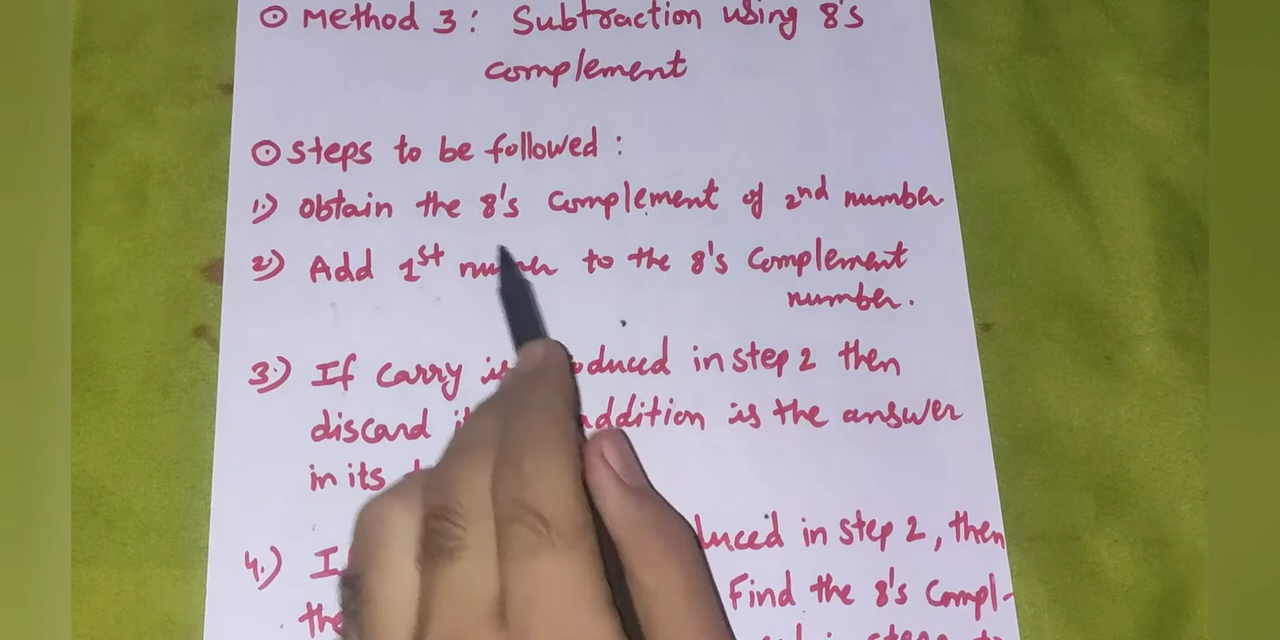 ⊙ Method 3: Subtraction using 8's
complement
⊙ Steps to be followed:
1.) Obtain the 8's complement of 2nd number
2.) Add 1st to the 8's Complement
number.
3.) If carry in step 2 then
discard addition is the answer
in its
4.) in step 2, then
the Find the 8's Compl-